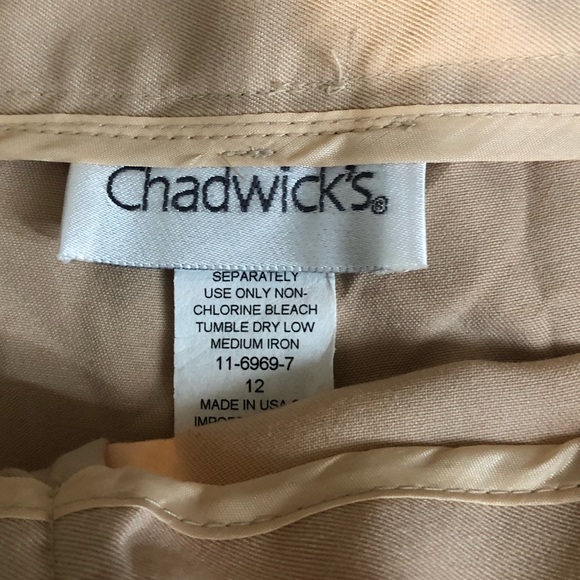 Chadwick's®
SEPARATELY
USE ONLY NON-
CHLORINE BLEACH
TUMBLE DRY LOW
MEDIUM IRON
11-6969-7
12
MADE IN USA